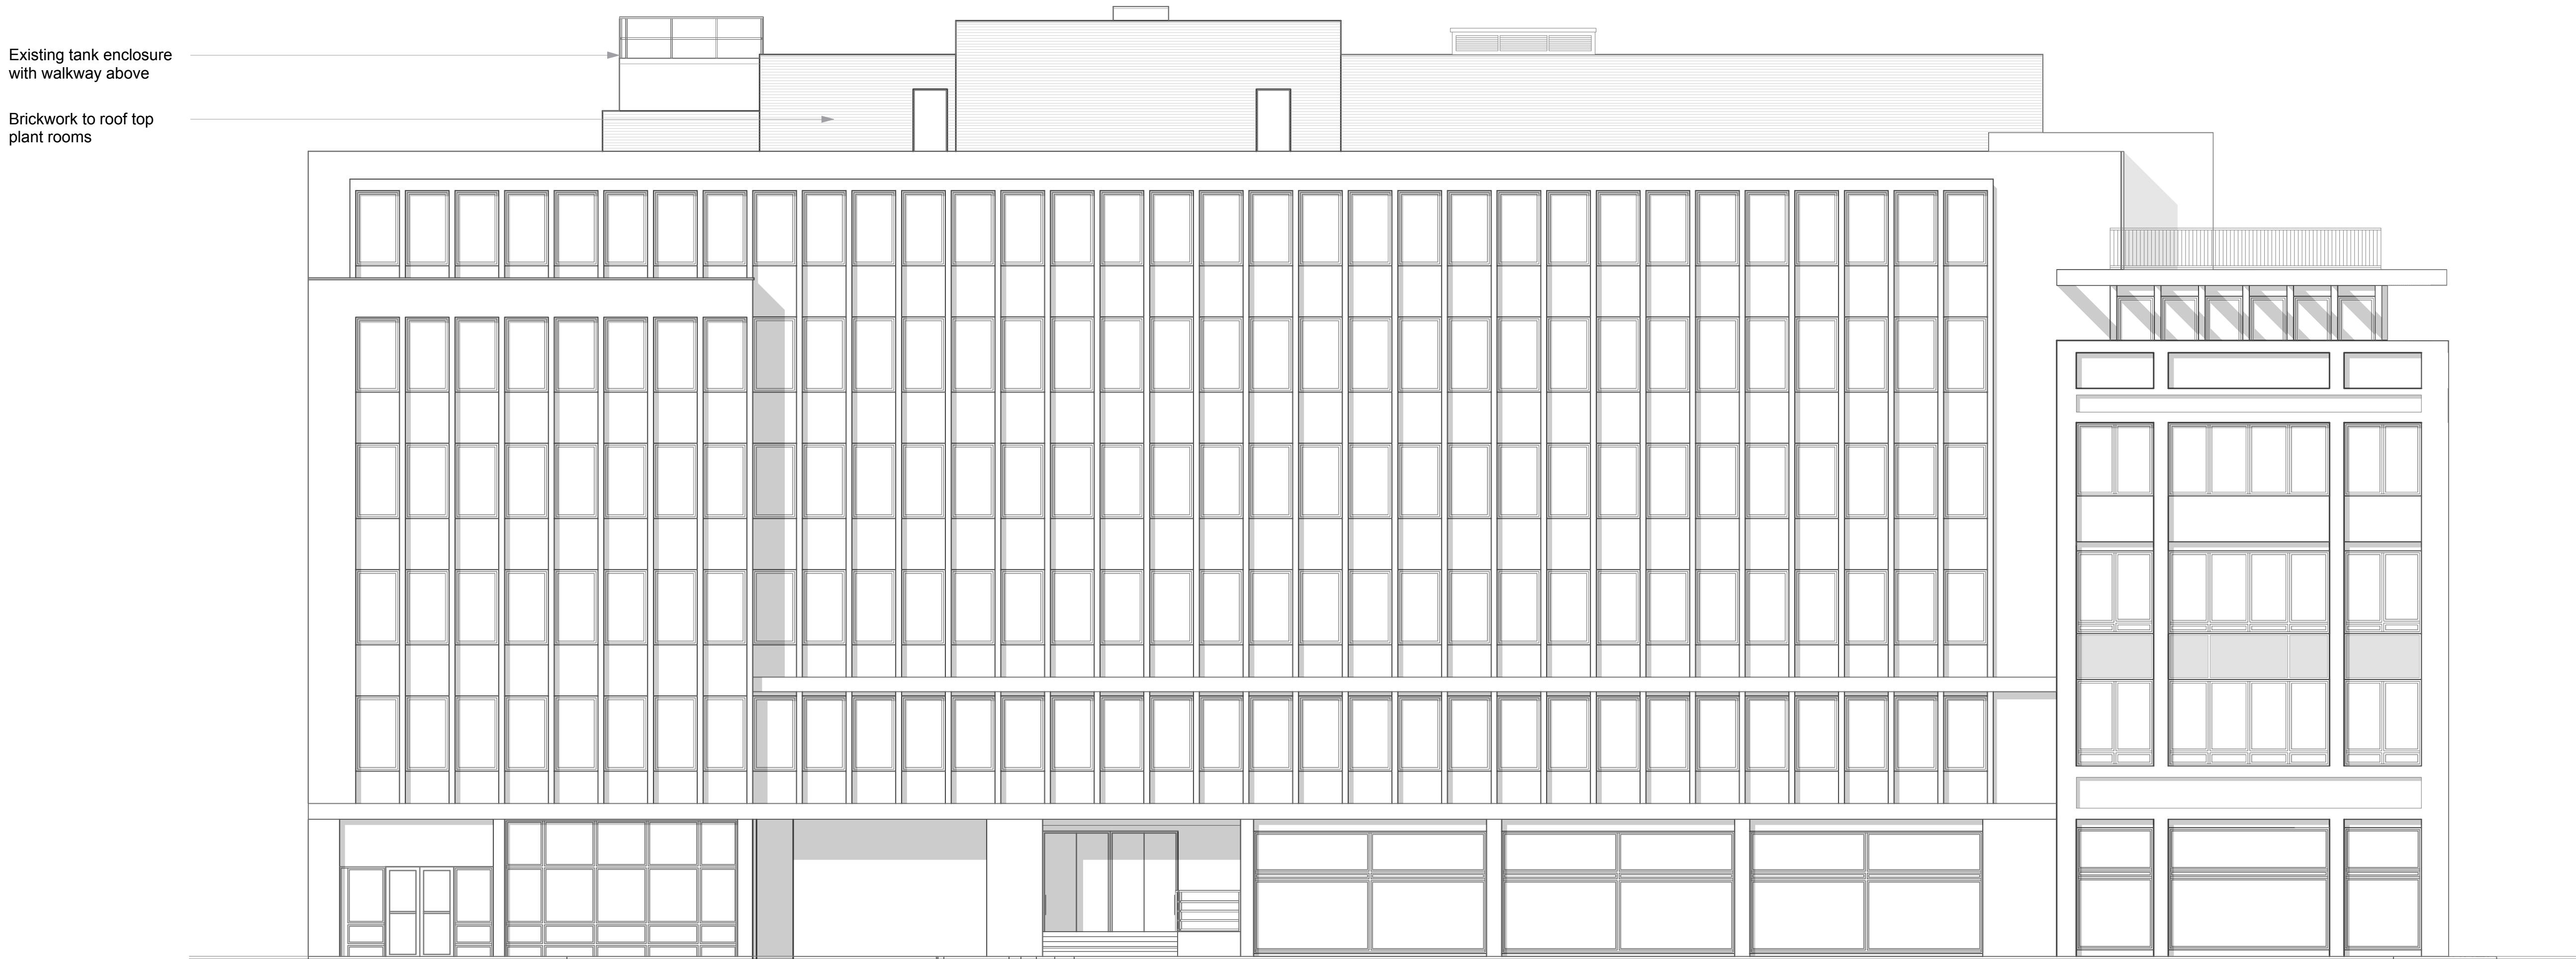 Existing tank enclosure
with walkway above
Brickwork to roof top
plant rooms